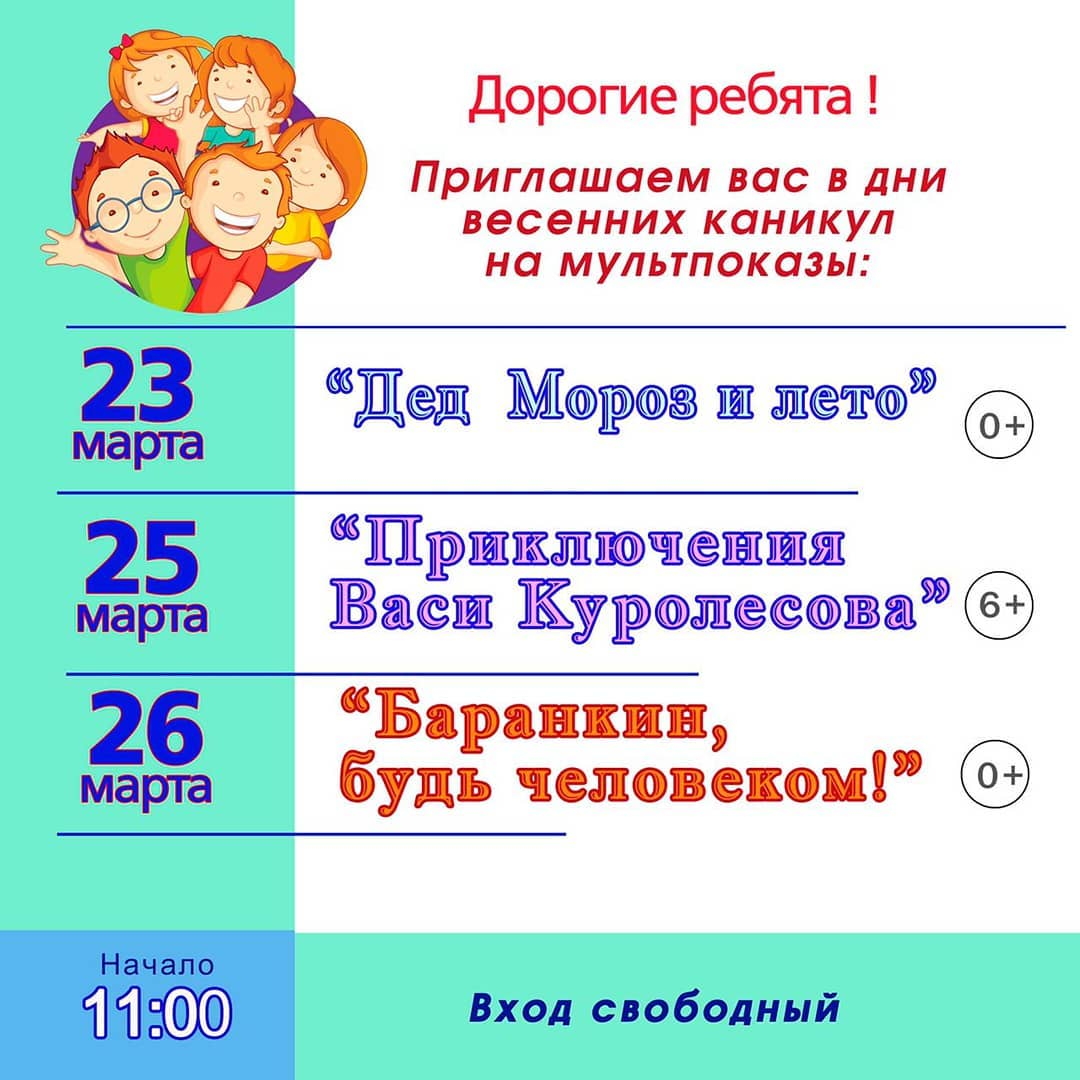 Дорогие ребята !
Приглашаем вас в дни
весенних каникул
на мультпоказы:
23
марта
“Дед Мороз и лето”
0+
25
марта
“Приключения
Васи Куролесова”
6+
26
марта
“Баранкин,
будь человеком!”
0+
Начало
11:00
Вход свободный